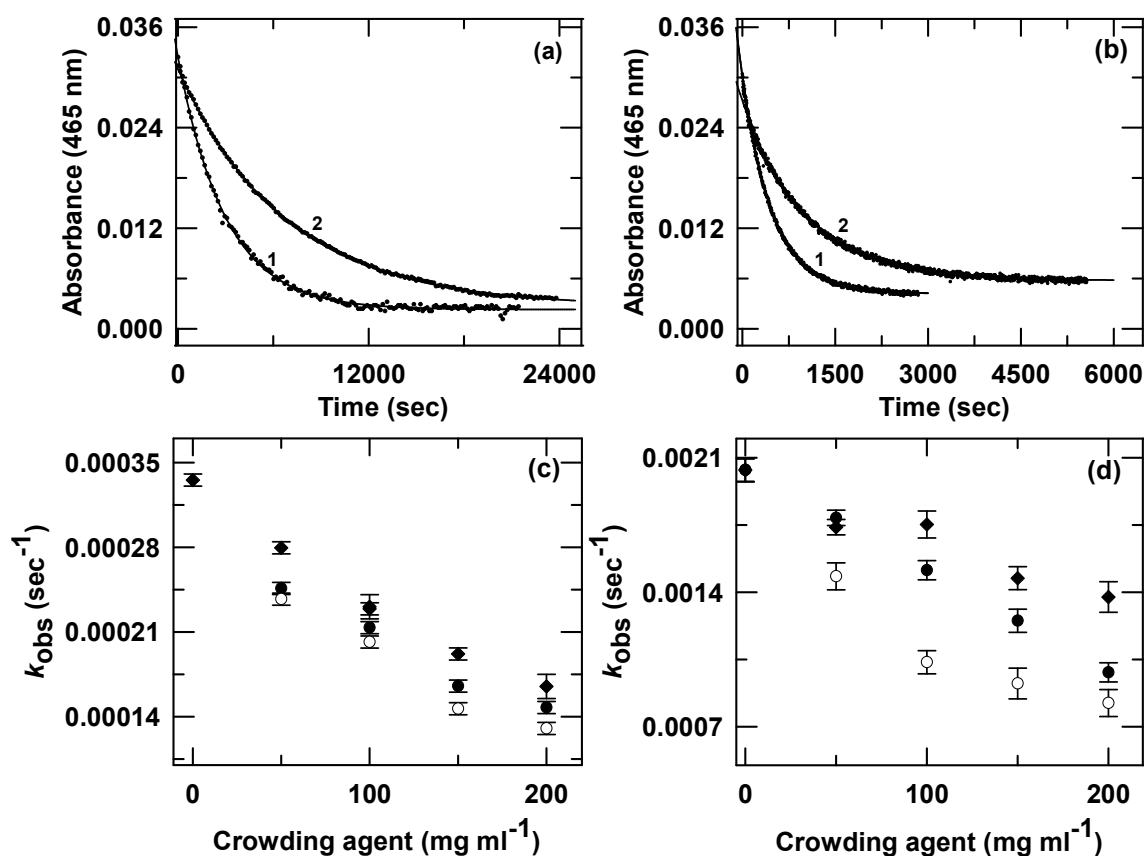 (a)
Absorbance (465 nm)
0.036
0.024
0.012
0.000
1
2
0 12000 24000
Time (sec)
(b)
Absorbance (465 nm)
0.036
0.024
0.012
0.000
1
2
0 1500 3000 4500 6000
Time (sec)
(c)
kobs (sec-1)
0.00035
0.00028
0.00021
0.00014
0 100 200
Crowding agent (mg ml-1)
(d)
kobs (sec-1)
0.0021
0.0014
0.0007
0 100 200
Crowding agent (mg ml-1)